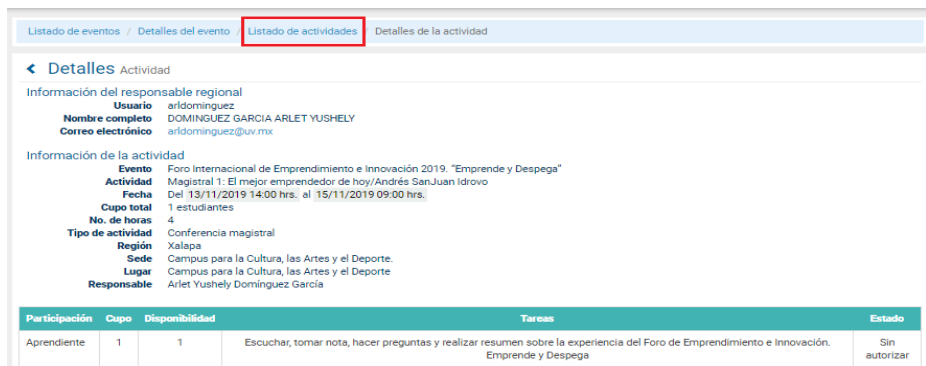 Listado de eventos / Detalles del evento / Listado de actividades / Detalles de la actividad
Detalles Actividad
Información del responsable regional
Usuario arldominguez
Nombre completo DOMINGUEZ GARCIA ARLET YUSHELY
Correo electrónico arldominguez@uv.mx
Información de la actividad
Evento Foro Internacional de Emprendimiento e Innovación 2019. "Emprende y Despega"
Actividad Magistral 1: El mejor emprendedor de hoy/Andrés SanJuan Idrovo
Fecha Del 13/11/2019 14:00 hrs. al 15/11/2019 09:00 hrs.
Cupo total 1 estudiantes
No. de horas 4
Tipo de actividad Conferencia magistral
Región Xalapa
Sede Campus para la Cultura, las Artes y el Deporte.
Lugar Campus para la Cultura, las Artes y el Deporte
Responsable Arlet Yushely Domínguez García
Participación Cupo Disponibilidad Tareas Estado
Aprendiente 1 1 Escuchar, tomar nota, hacer preguntas y realizar resumen sobre la experiencia del Foro de Emprendimiento e Innovación. Sin
Emprende y Despega autorizar